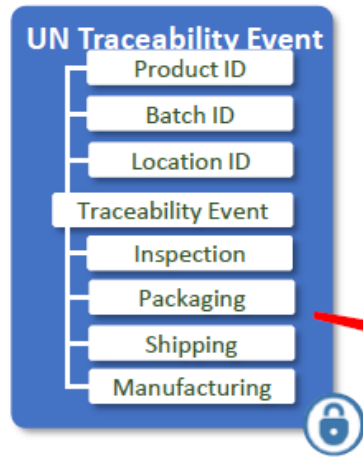 UN Traceability Event
Product ID
Batch ID
Location ID
Traceability Event
Inspection
Packaging
Shipping
Manufacturing